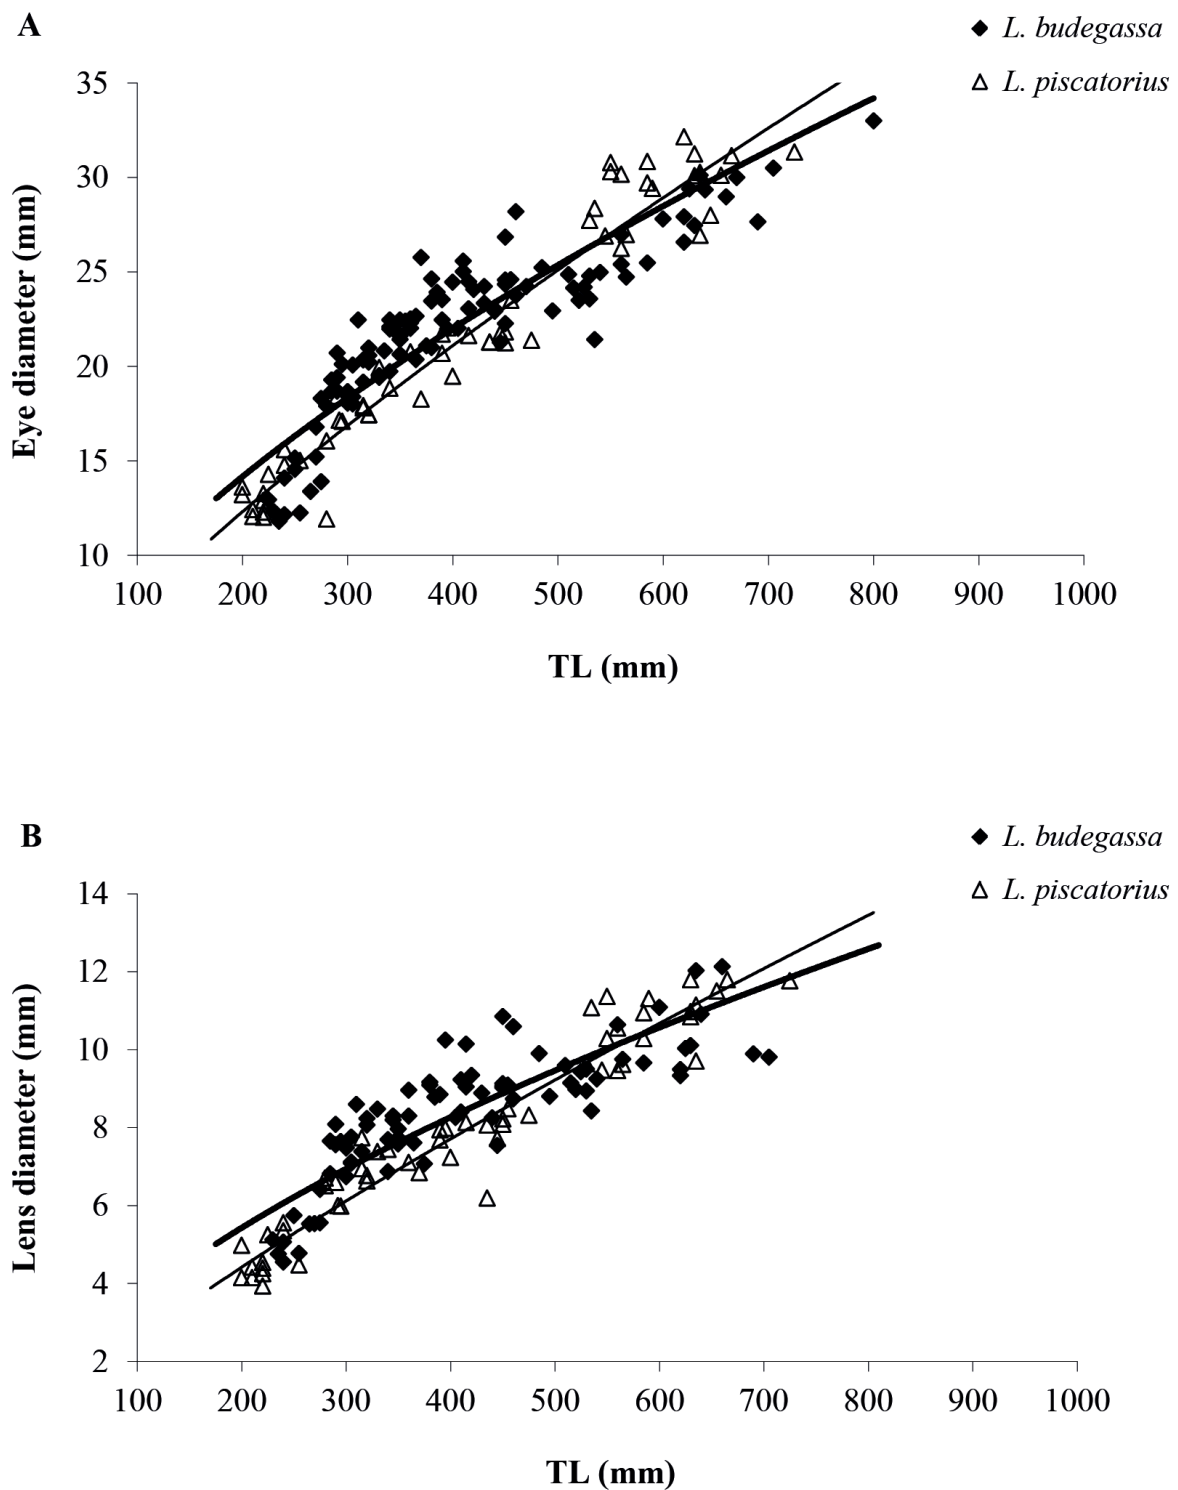 A
L. budegassa
L. piscatorius
35
30
25
20
15
10
Eye diameter (mm)
100 200 300 400 500 600 700 800 900 1000
TL (mm)
B
L. budegassa
L. piscatorius
14
12
10
8
6
4
2
Lens diameter (mm)
100 200 300 400 500 600 700 800 900 1000
TL (mm)